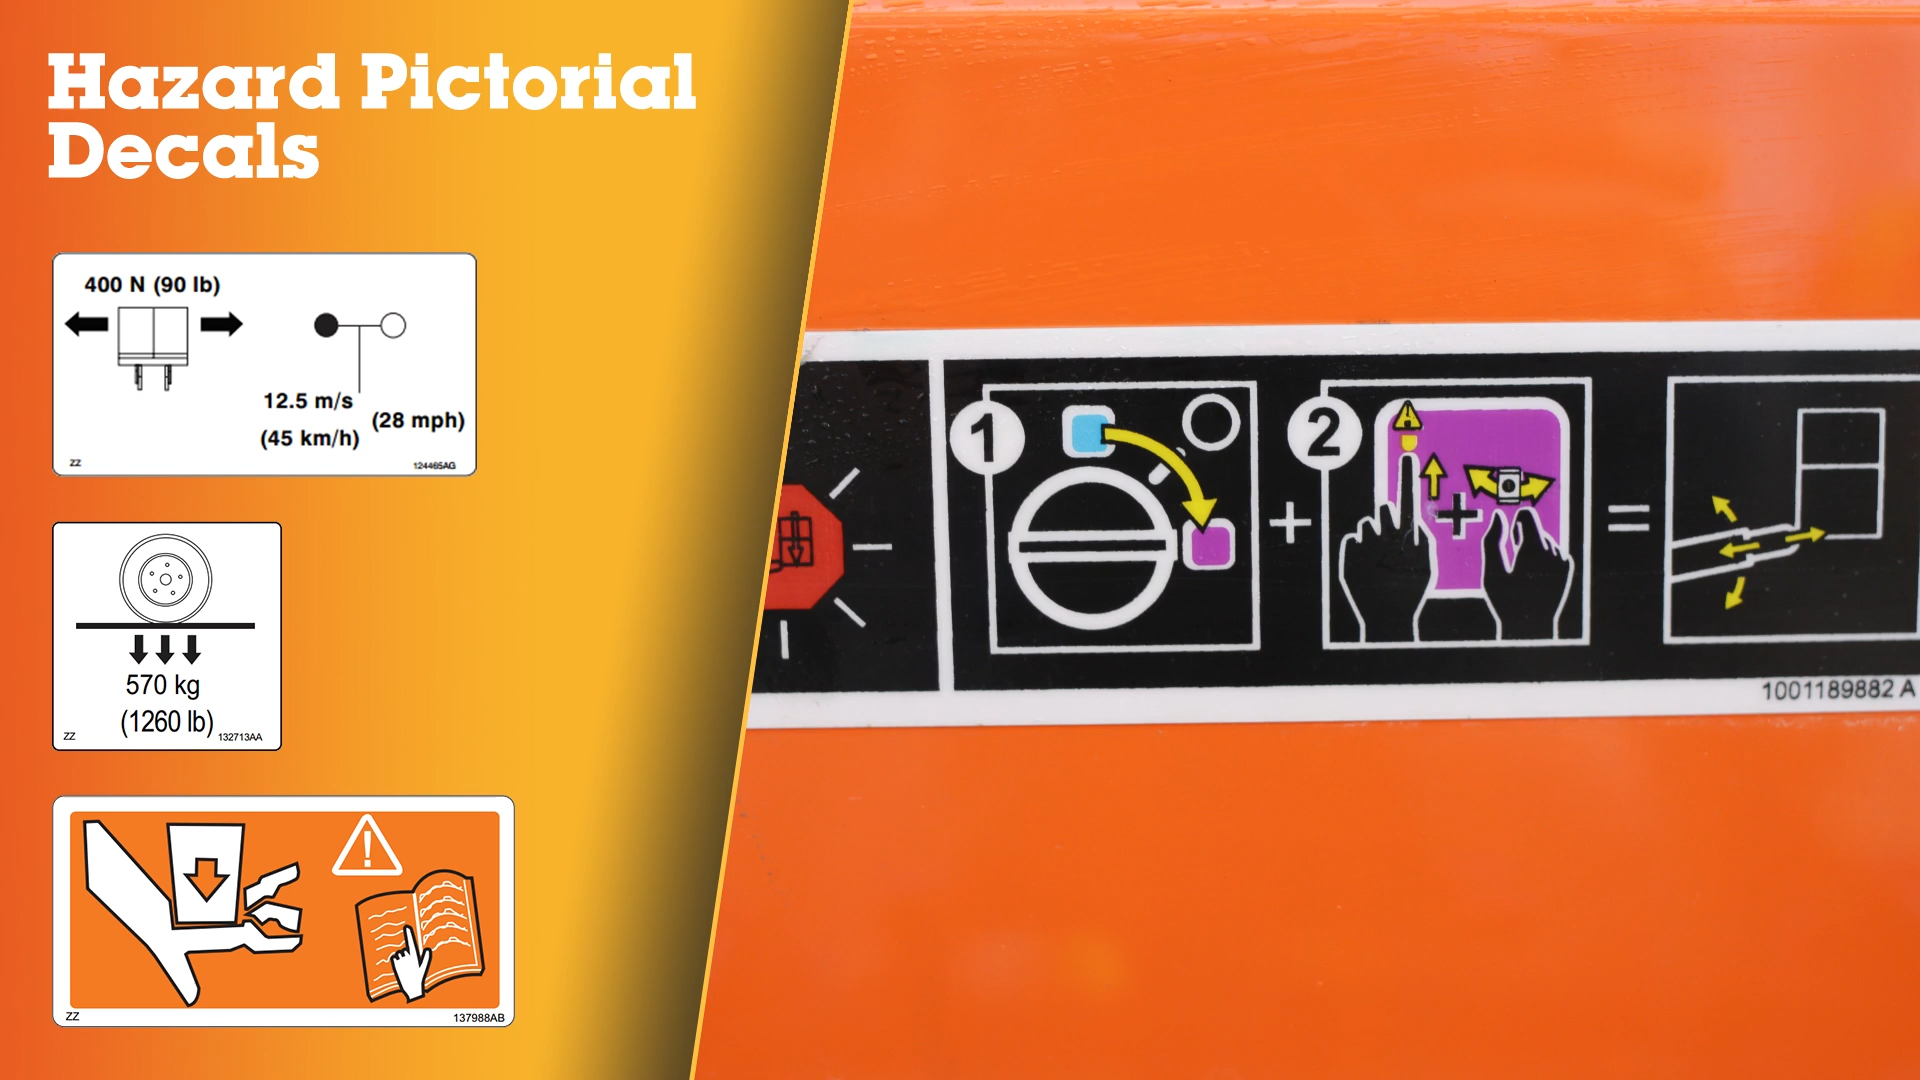 Hazard Pictorial
Decals
400 N (90 lb)
12.5 m/s
(28 mph)
(45 km/h)
ZZ
124465AG
570 kg
(1260 lb)
ZZ
132713AA
ZZ
137988AB
1
+
2
+
=
1001189882 A